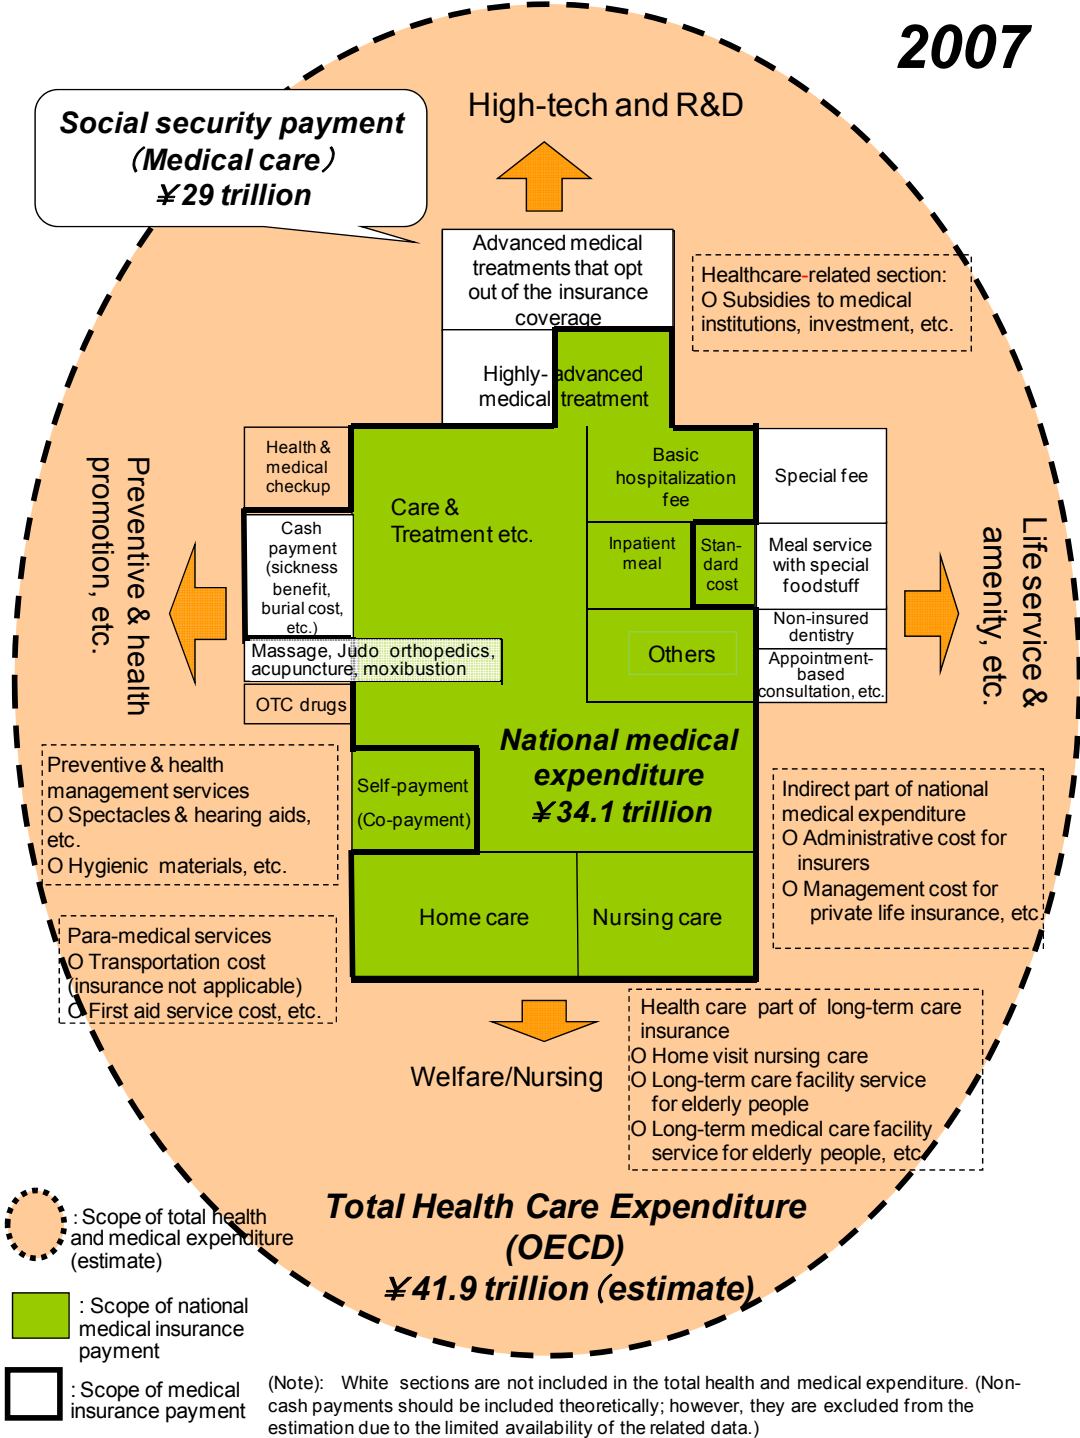 2007
High-tech and R&D
Social security payment
（Medical care）
￥29 trillion
Advanced medical
treatments that opt
out of the insurance
coverage
Healthcare-related section:
O Subsidies to medical
institutions, investment, etc.
Highly-advanced
medical treatment
Health &
medical
checkup
Care &
Treatment etc.
Basic
hospitalization
fee
Special fee
Preventive & health
promotion, etc.
Cash
payment
(sickness
benefit,
burial cost,
etc.)
Inpatient
meal
Stan-
dard
cost
Meal service
with special
foodstuff
Life service &
amenity, etc.
Non-insured
dentistry
Massage, Judo orthopedics,
acupuncture, moxibustion
Others
Appointment-
based
consultation, etc.
OTC drugs
National medical
expenditure
￥34.1 trillion
Preventive & health
management services
O Spectacles & hearing aids,
etc.
O Hygienic materials, etc.
Self-payment
(Co-payment)
Indirect part of national
medical expenditure
O Administrative cost for
insurers
O Management cost for
private life insurance, etc.
Home care
Nursing care
Para-medical services
O Transportation cost
(insurance not applicable)
O First aid service cost, etc.
Welfare/Nursing
Health care part of long-term care
insurance
O Home visit nursing care
O Long-term care facility service
for elderly people
O Long-term medical care facility
service for elderly people, etc
Total Health Care Expenditure
(OECD)
￥41.9 trillion（estimate)
: Scope of total health
and medical expenditure
(estimate)
: Scope of national
medical insurance
payment
: Scope of medical
insurance payment
(Note): White sections are not included in the total health and medical expenditure. (Non-
cash payments should be included theoretically; however, they are excluded from the
estimation due to the limited availability of the related data.)